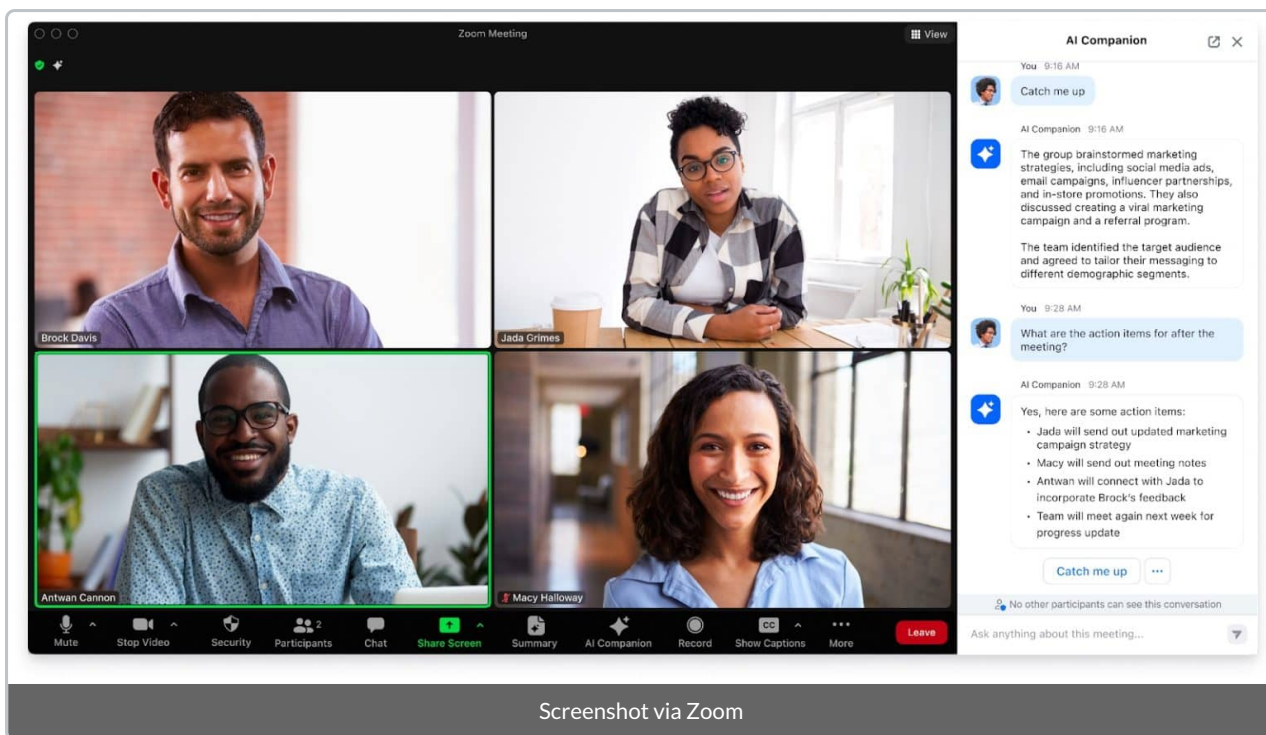 Zoom Meeting
View
Brock Davis
Jada Grimes
Antwan Cannon
Macy Halloway
Mute
Stop Video
Security
Participants
2
Chat
Share Screen
Summary
AI Companion
Record
CC
Show Captions
More
Leave
AI Companion
You 9:16 AM
Catch me up
AI Companion 9:16 AM
The group brainstormed marketing
strategies, including social media ads,
email campaigns, influencer partnerships,
and in-store promotions. They also
discussed creating a viral marketing
campaign and a referral program.
The team identified the target audience
and agreed to tailor their messaging to
different demographic segments.
You 9:28 AM
What are the action items for after the
meeting?
AI Companion 9:28 AM
Yes, here are some action items:
• Jada will send out updated marketing
campaign strategy
• Macy will send out meeting notes
• Antwan will connect with Jada to
incorporate Brock's feedback
• Team will meet again next week for
progress update
Catch me up
No other participants can see this conversation
Ask anything about this meeting...
Screenshot via Zoom